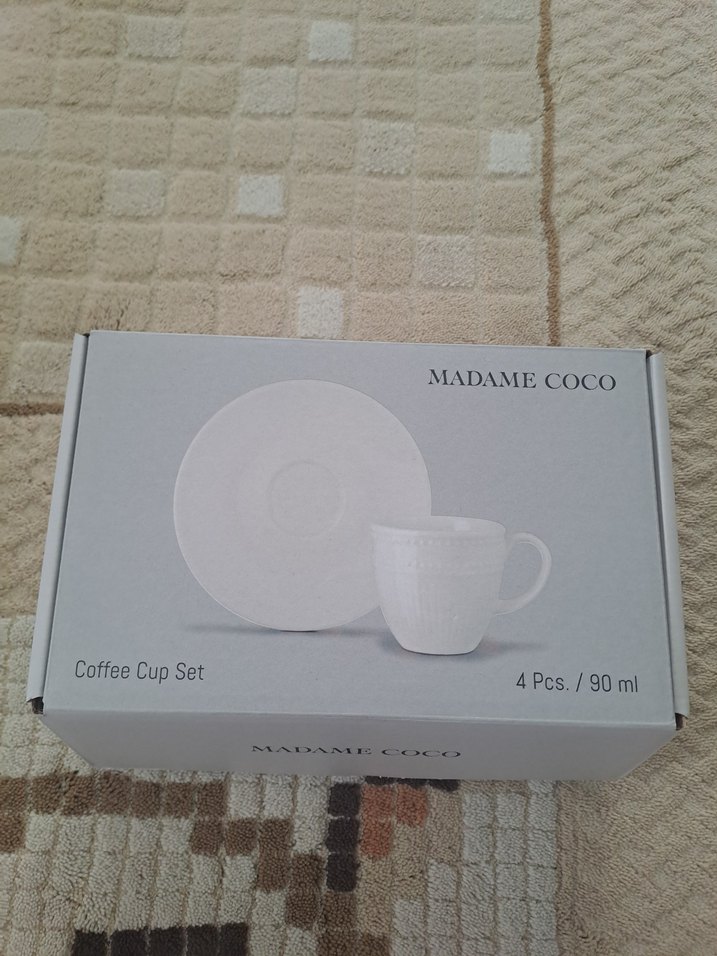 MADAME COCO
Coffee Cup Set
4 Pcs. / 90 ml
MADAME COCO